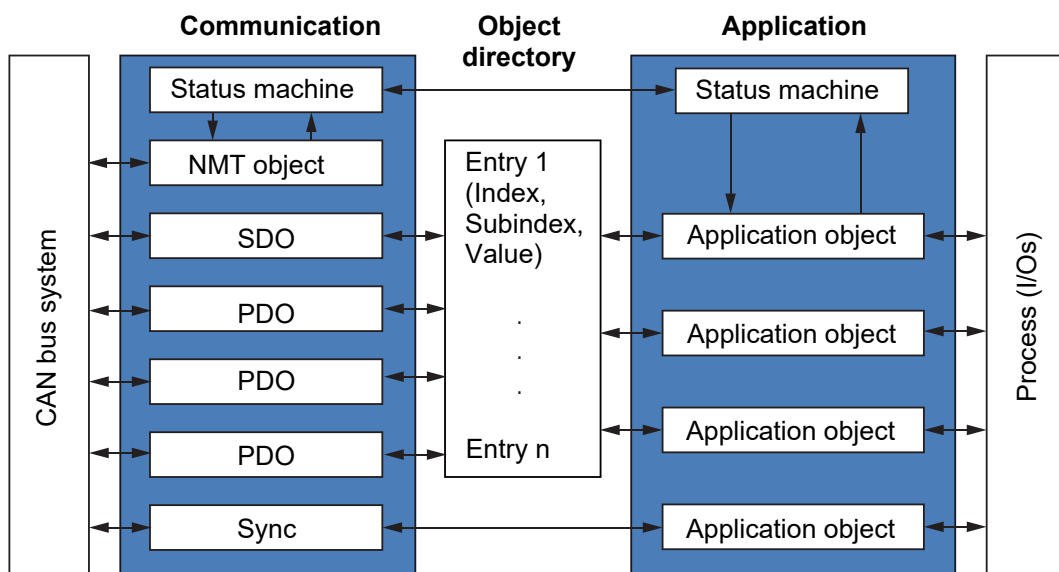 Communication
Object
directory
Application
CAN bus system
Status machine
NMT object
SDO
PDO
PDO
PDO
Sync
Entry 1
(Index,
Subindex,
Value)
.
.
.
Entry n
Status machine
Application object
Application object
Application object
Application object
Process (I/Os)